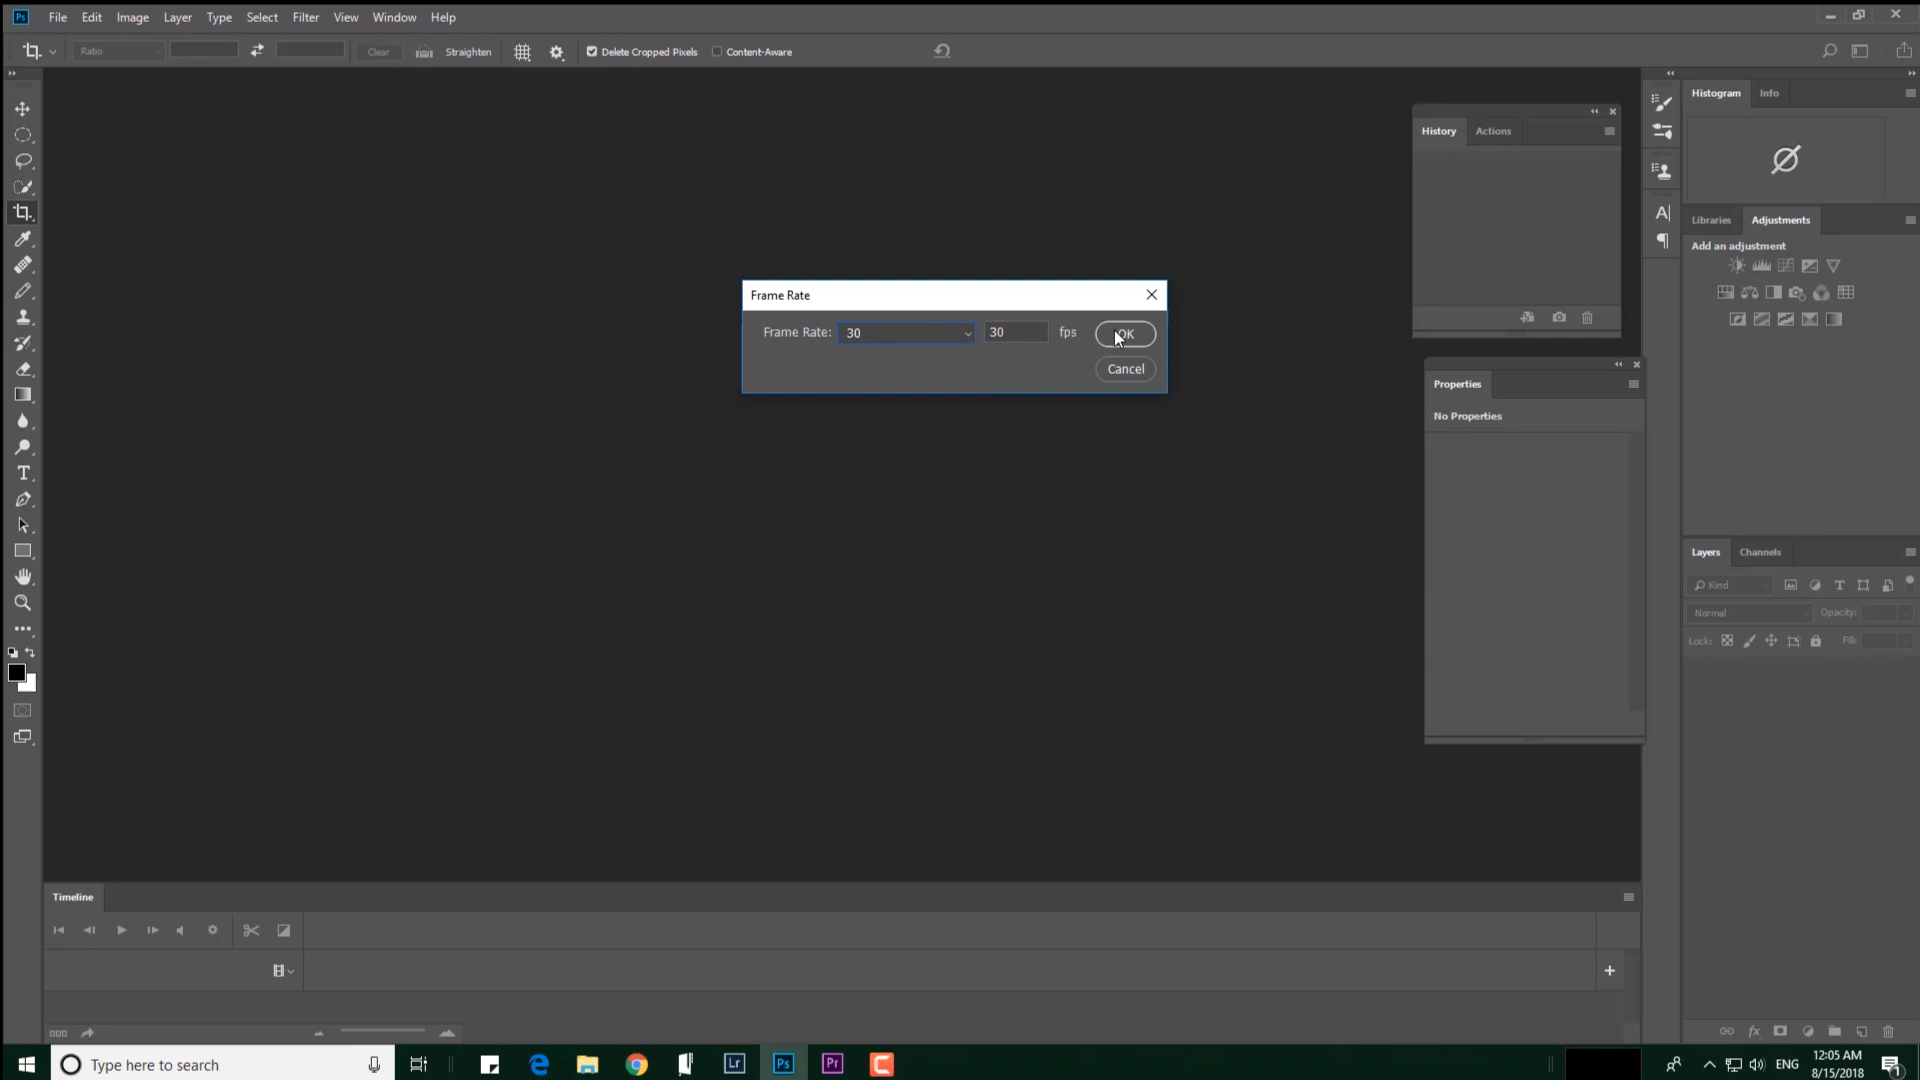 Ps File Edit Image Layer Type Select Filter View Window Help
Ratio Clear Straighten Delete Cropped Pixels Content-Aware
Histogram Info
History Actions
Libraries Adjustments
Add an adjustment
Frame Rate
Frame Rate: 30 30 fps OK
Cancel
Properties
No Properties
Layers Channels
Kind
Normal Opacity:
Lock: Fill:
Timeline
Type here to search
Lr Ps Pr
ENG 12:05 AM
8/15/2018
1